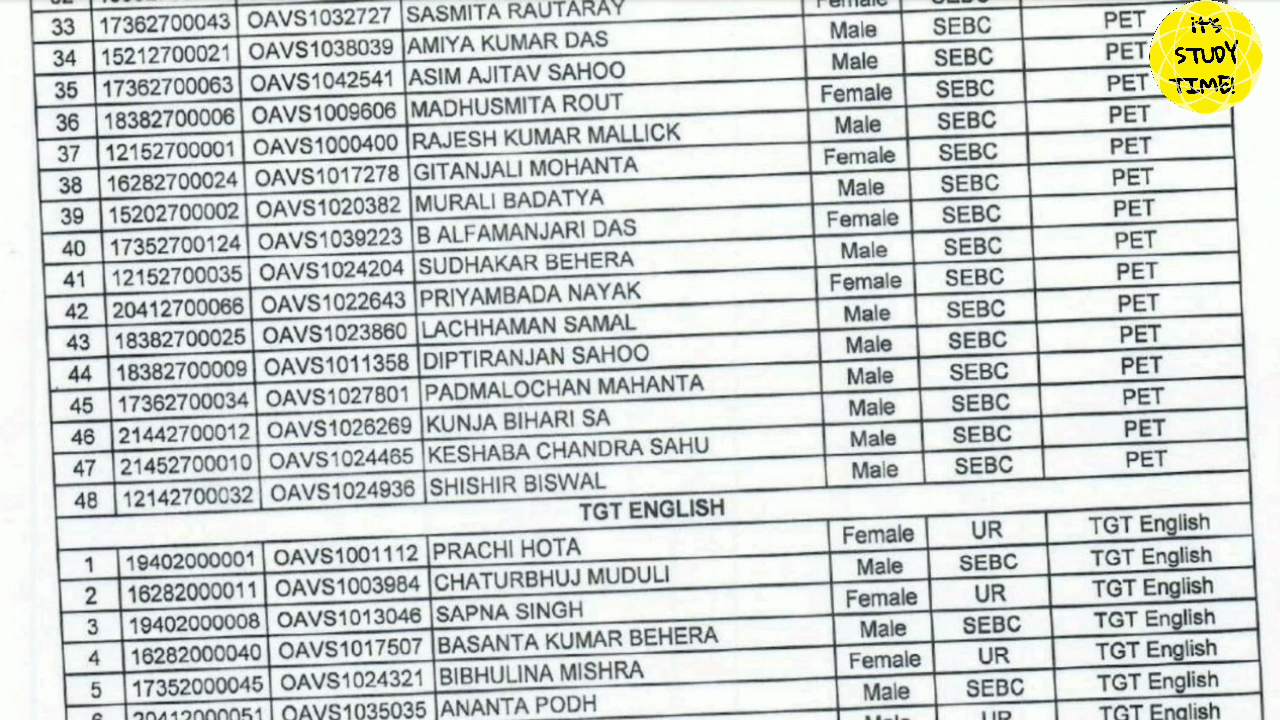 33 17362700043 OAVS1032727 SASMITA RAUTARAY Female
34 15212700021 OAVS1038039 AMIYA KUMAR DAS Male SEBC PET
35 17362700063 OAVS1042541 ASIM AJITAV SAHOO Male SEBC PET
36 18382700006 OAVS1009606 MADHUSMITA ROUT Female SEBC PET
37 12152700001 OAVS1000400 RAJESH KUMAR MALLICK Male SEBC PET
38 16282700024 OAVS1017278 GITANJALI MOHANTA Female SEBC PET
39 15202700002 OAVS1020382 MURALI BADATYA Male SEBC PET
40 17352700124 OAVS1039223 B ALFAMANJARI DAS Female SEBC PET
41 12152700035 OAVS1024204 SUDHAKAR BEHERA Male SEBC PET
42 20412700066 OAVS1022643 PRIYAMBADA NAYAK Female SEBC PET
43 18382700025 OAVS1023860 LACHHAMAN SAMAL Male SEBC PET
44 18382700009 OAVS1011358 DIPTIRANJAN SAHOO Male SEBC PET
45 17362700034 OAVS1027801 PADMALOCHAN MAHANTA Male SEBC PET
46 21442700012 OAVS1026269 KUNJA BIHARI SA Male SEBC PET
47 21452700010 OAVS1024465 KESHABA CHANDRA SAHU Male SEBC PET
48 12142700032 OAVS1024936 SHISHIR BISWAL Male SEBC PET
TGT ENGLISH
1 19402000001 OAVS1001112 PRACHI HOTA Female UR TGT English
2 16282000011 OAVS1003984 CHATURBHUJ MUDULI Male SEBC TGT English
3 19402000008 OAVS1013046 SAPNA SINGH Female UR TGT English
4 16282000040 OAVS1017507 BASANTA KUMAR BEHERA Male SEBC TGT English
5 17352000045 OAVS1024321 BIBHULINA MISHRA Female UR TGT English
6 20412000051 OAVS1035035 ANANTA PODH Male SEBC TGT English
UR TGT English
iTS
STUDY
TIME!